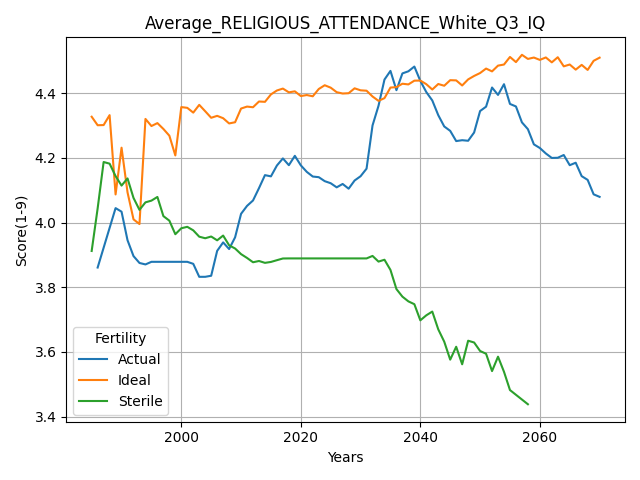 Average_RELIGIOUS_ATTENDANCE_White_Q3_IQ
Score(1-9)
4.4
4.2
4.0
3.8
3.6
3.4
Fertility
Actual
Ideal
Sterile
2000 2020 2040 2060
Years